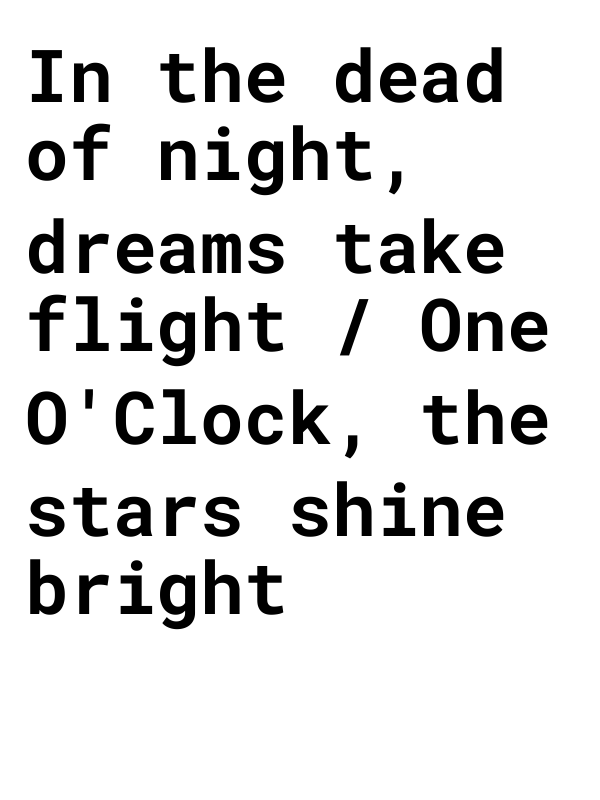 In the dead
of night,
dreams take
flight / One
O'Clock, the
stars shine
bright